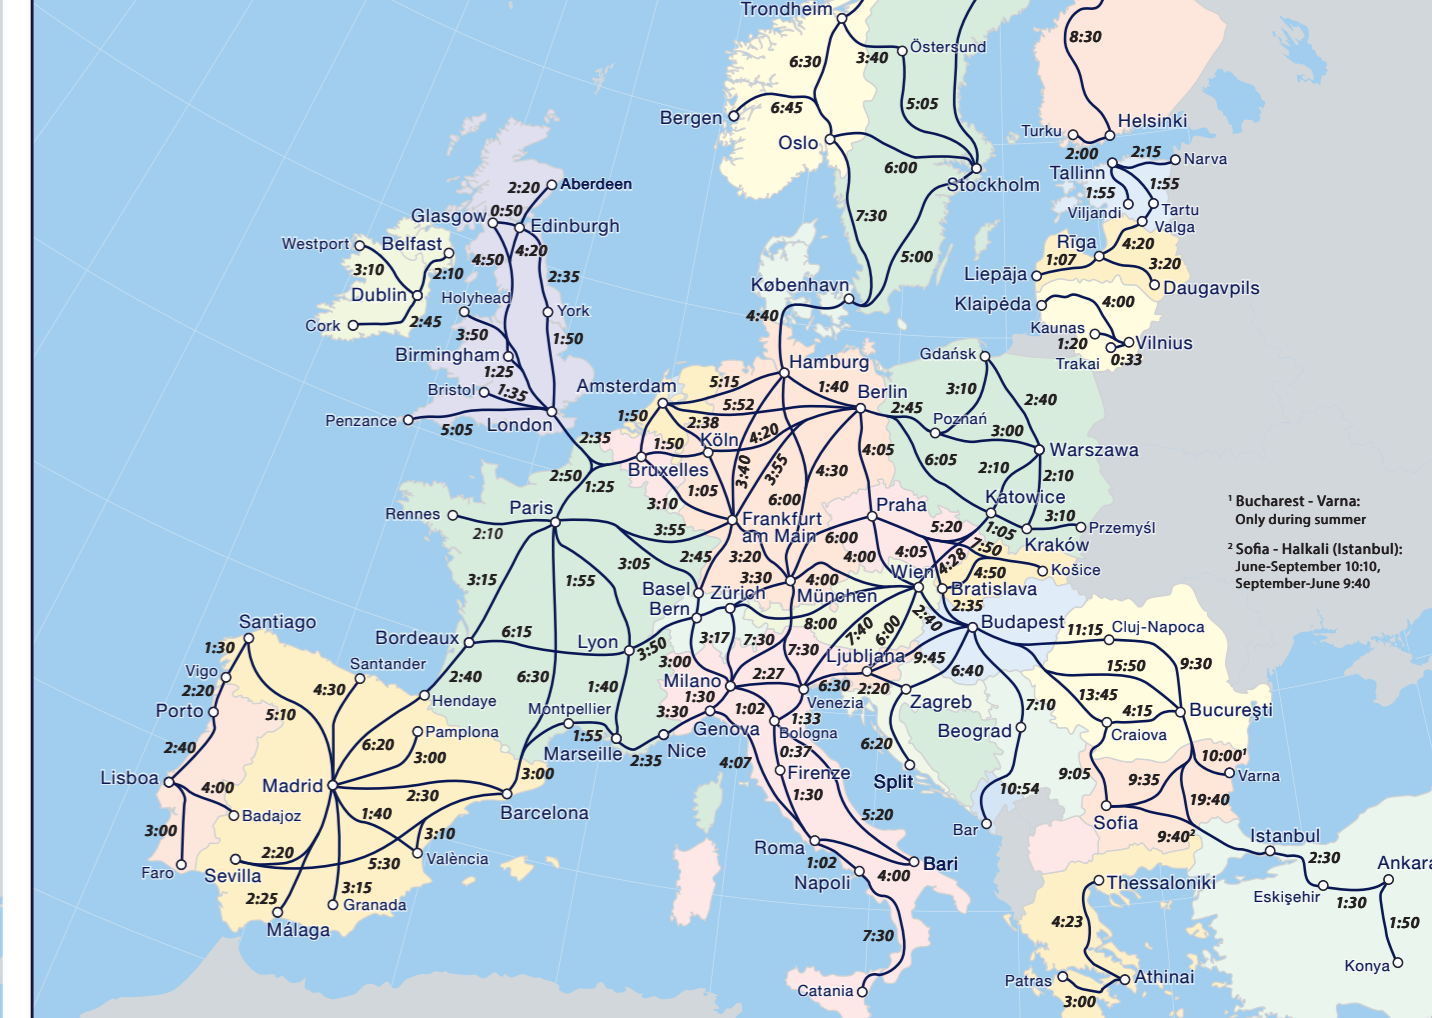 Trondheim
8:30
Östersund
3:40
6:30
6:45
5:05
Bergen
Oslo
Turku
Helsinki
2:00
2:15
Narva
6:00
Tallinn
Stockholm
1:55
1:55
Viljandi
Tartu
Valga
2:20
Aberdeen
0:50
Glasgow
Edinburgh
7:30
Westport
Belfast
4:20
4:50
Rīga
4:20
5:00
1:07
3:20
3:10
2:10
2:35
Liepāja
Daugavpils
Dublin
Holyhead
København
Klaipėda
4:00
York
4:40
Cork
2:45
3:50
Kaunas
1:20
Vilnius
Trakai
0:33
1:50
Birmingham
1:25
Gdańsk
Hamburg
Bristol
1:35
Amsterdam
5:15
1:40
Berlin
3:10
2:40
Penzance
5:05
London
1:50
5:52
2:38
2:45
Poznań
3:00
2:35
1:50
Köln
4:20
Warszawa
4:05
6:05
2:10
2:10
Bruxelles
2:50
1:25
3:40
3:55
4:30
1:05
3:10
6:00
Katowice
Praha
¹ Bucharest - Varna:
Only during summer
Rennes
Paris
2:10
Frankfurt
am Main
3:55
6:00
5:20
1:05
3:10
Przemyśl
Kraków
² Sofia - Halkali (Istanbul):
June-September 10:10,
September-June 9:40
2:45
3:20
4:00
4:05
4:28
7:50
3:05
3:15
1:55
3:30
4:00
Wien
4:50
Košice
Basel
Zürich
München
Bratislava
2:35
Bern
2:40
Santiago
8:00
7:40
6:00
Budapest
11:15
Cluj-Napoca
Bordeaux
6:15
Lyon
3:50
3:17
7:30
7:30
1:30
Santander
3:00
Ljubljana
9:45
6:40
15:50
9:30
Vigo
2:20
4:30
2:40
6:30
1:40
Milano
2:27
6:30
2:20
Porto
5:10
Hendaye
1:30
1:02
Venezia
Zagreb
7:10
13:45
4:15
București
Montpellier
3:30
1:33
Pamplona
1:55
Genova
Bologna
Beograd
Craiova
2:40
6:20
3:00
Marseille
2:35
Nice
0:37
6:20
10:00¹
4:07
Firenze
Varna
Lisboa
4:00
Madrid
3:00
Split
9:05
9:35
2:30
1:30
10:54
19:40
Badajoz
1:40
Barcelona
5:20
3:00
3:10
Bar
Sofia
9:40²
Istanbul
2:20
Roma
1:02
Bari
2:30
Ankara
Faro
Sevilla
5:30
València
Napoli
4:00
Thessaloniki
Eskişehir
1:30
2:25
3:15
Granada
Málaga
4:23
1:50
7:30
Konya
Catania
Patras
Athinai
3:00